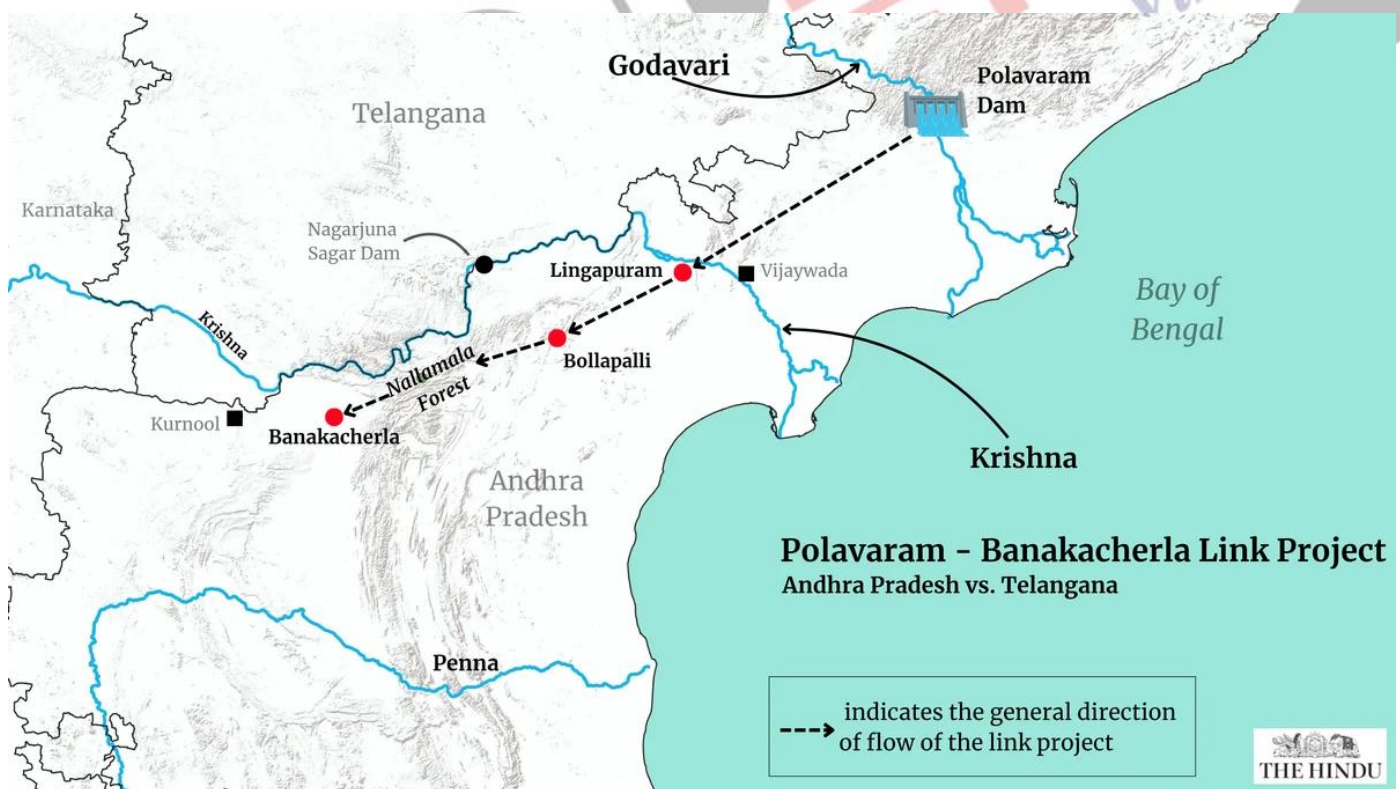 Godavari
Polavaram
Dam
Telangana
Karnataka
Nagarjuna
Sagar Dam
Lingapuram
Vijaywada
Bay of
Bengal
Krishna
Bollapalli
Nallamala
Forest
Kurnool
Banakacherla
Krishna
Andhra
Pradesh
Polavaram - Banakacherla Link Project
Andhra Pradesh vs. Telangana
Penna
indicates the general direction
of flow of the link project
THE HINDU